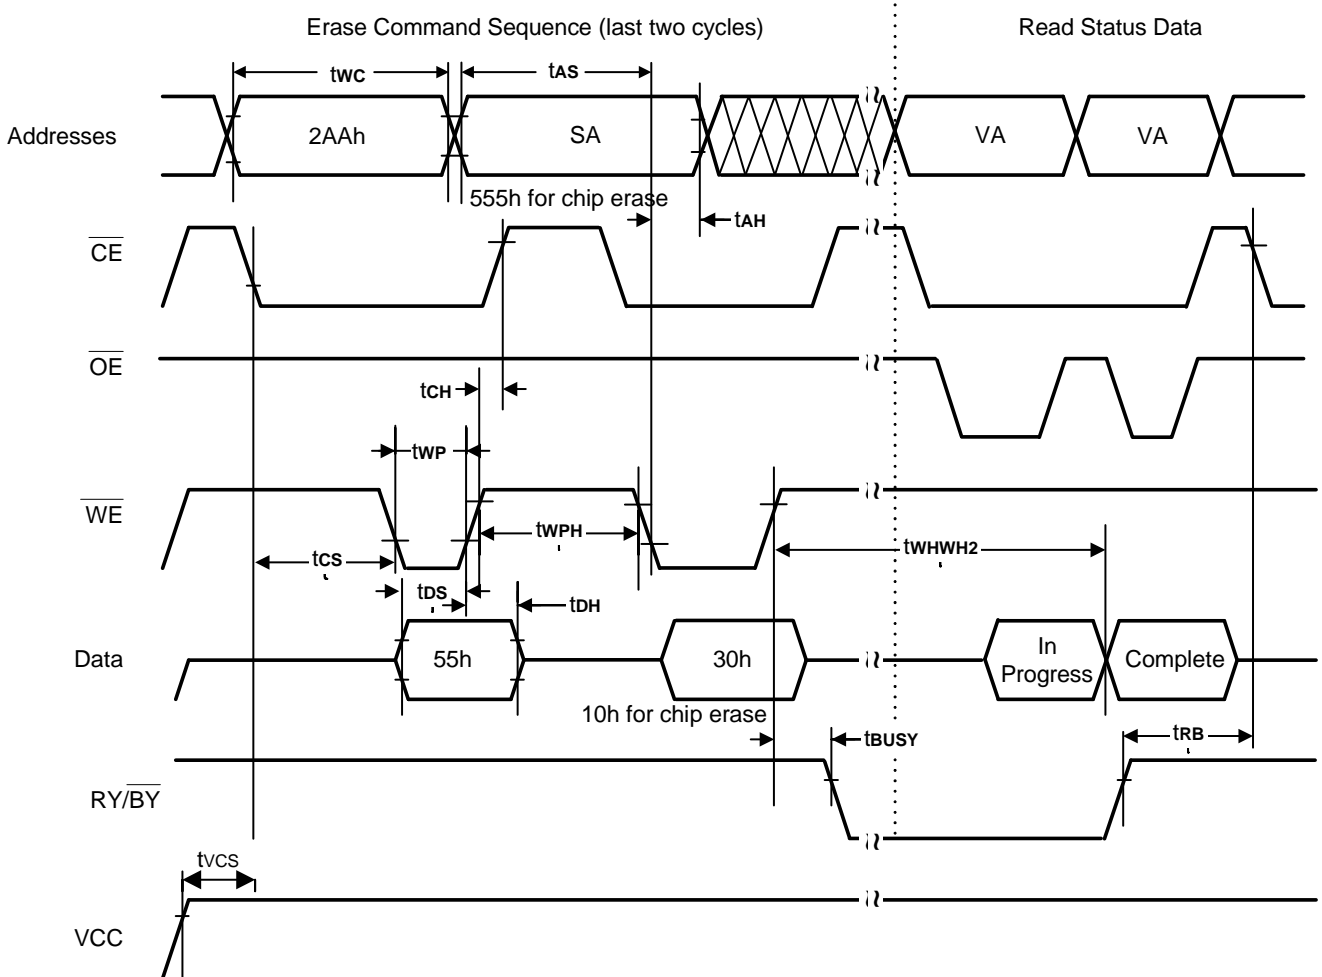 Erase Command Sequence (last two cycles)
Read Status Data
tWC
tAS
Addresses
2AAh
SA
VA
VA
555h for chip erase
tAH
CE
OE
tCH
tWP
WE
tWPH
tWHWH2
tCS
tDS
tDH
Data
55h
30h
In
Progress
Complete
10h for chip erase
tBUSY
tRB
RY/BY
tVCS
VCC